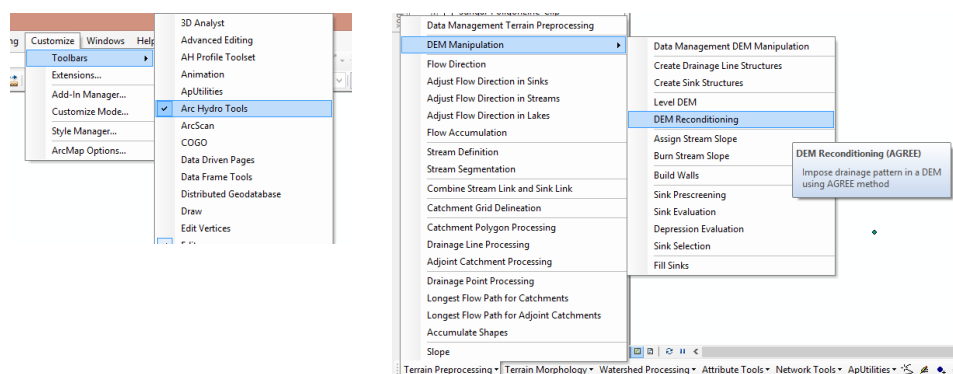 ng Customize Windows Help
Toolbars
Extensions...
Add-In Manager...
Customize Mode...
Style Manager...
ArcMap Options...
3D Analyst
Advanced Editing
AH Profile Toolset
Animation
ApUtilities
Arc Hydro Tools
ArcScan
COGO
Data Driven Pages
Data Frame Tools
Distributed Geodatabase
Draw
Edit Vertices
Data Management Terrain Preprocessing
DEM Manipulation
Flow Direction
Adjust Flow Direction in Sinks
Adjust Flow Direction in Streams
Adjust Flow Direction in Lakes
Flow Accumulation
Stream Definition
Stream Segmentation
Combine Stream Link and Sink Link
Catchment Grid Delineation
Catchment Polygon Processing
Drainage Line Processing
Adjoint Catchment Processing
Drainage Point Processing
Longest Flow Path for Catchments
Longest Flow Path for Adjoint Catchments
Accumulate Shapes
Slope
Data Management DEM Manipulation
Create Drainage Line Structures
Create Sink Structures
Level DEM
DEM Reconditioning
Assign Stream Slope
Burn Stream Slope
Build Walls
Sink Prescreening
Sink Evaluation
Depression Evaluation
Sink Selection
Fill Sinks
DEM Reconditioning (AGREE)
Impose drainage pattern in a DEM
using AGREE method
Terrain Preprocessing Terrain Morphology Watershed Processing Attribute Tools Network Tools ApUtilities